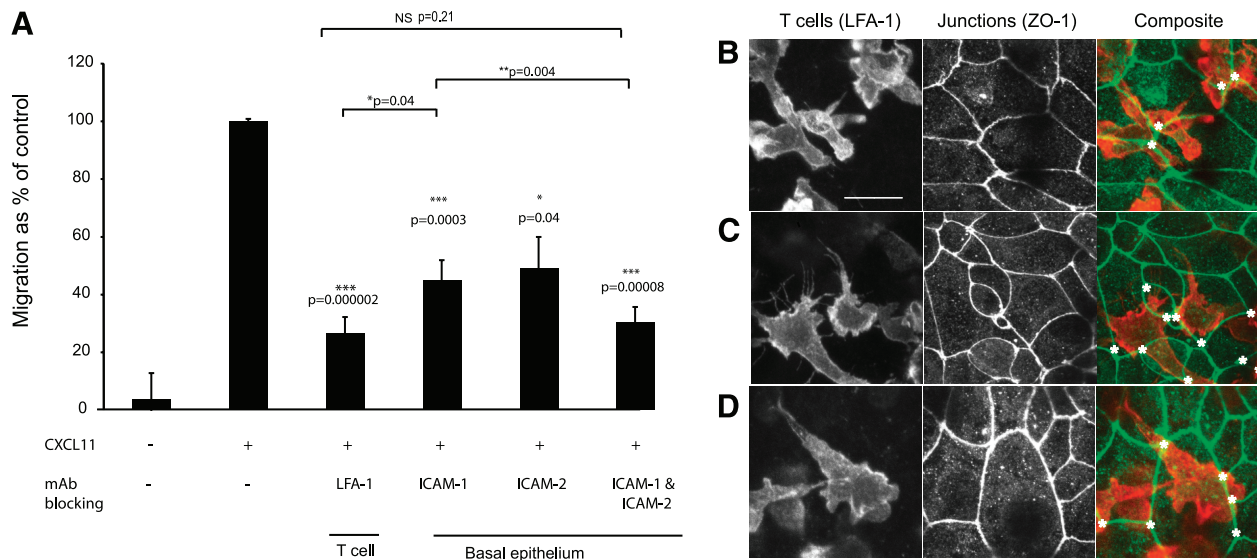 A
NS p=0.21
**p=0.004
*p=0.04
Migration as % of control
120
100
80
60
40
20
0
***
p=0.000002
***
p=0.0003
*
p=0.04
***
p=0.00008
CXCL11 - + + + + +
mAb blocking - - LFA-1 ICAM-1 ICAM-2 ICAM-1 & ICAM-2
T cell Basal epithelium
T cells (LFA-1) Junctions (ZO-1) Composite
B
* * * *
C
* * * * * * * * *
D
* * * * *